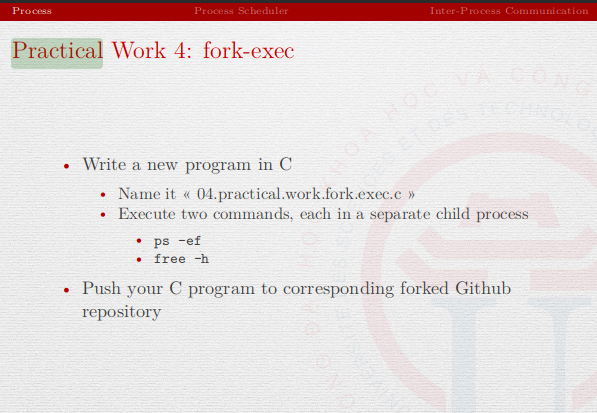 Process Process Scheduler Inter-Process Communication
Practical Work 4: fork-exec
• Write a new program in C
• Name it « 04.practical.work.fork.exec.c »
• Execute two commands, each in a separate child process
• ps -ef
• free -h
• Push your C program to corresponding forked Github
repository